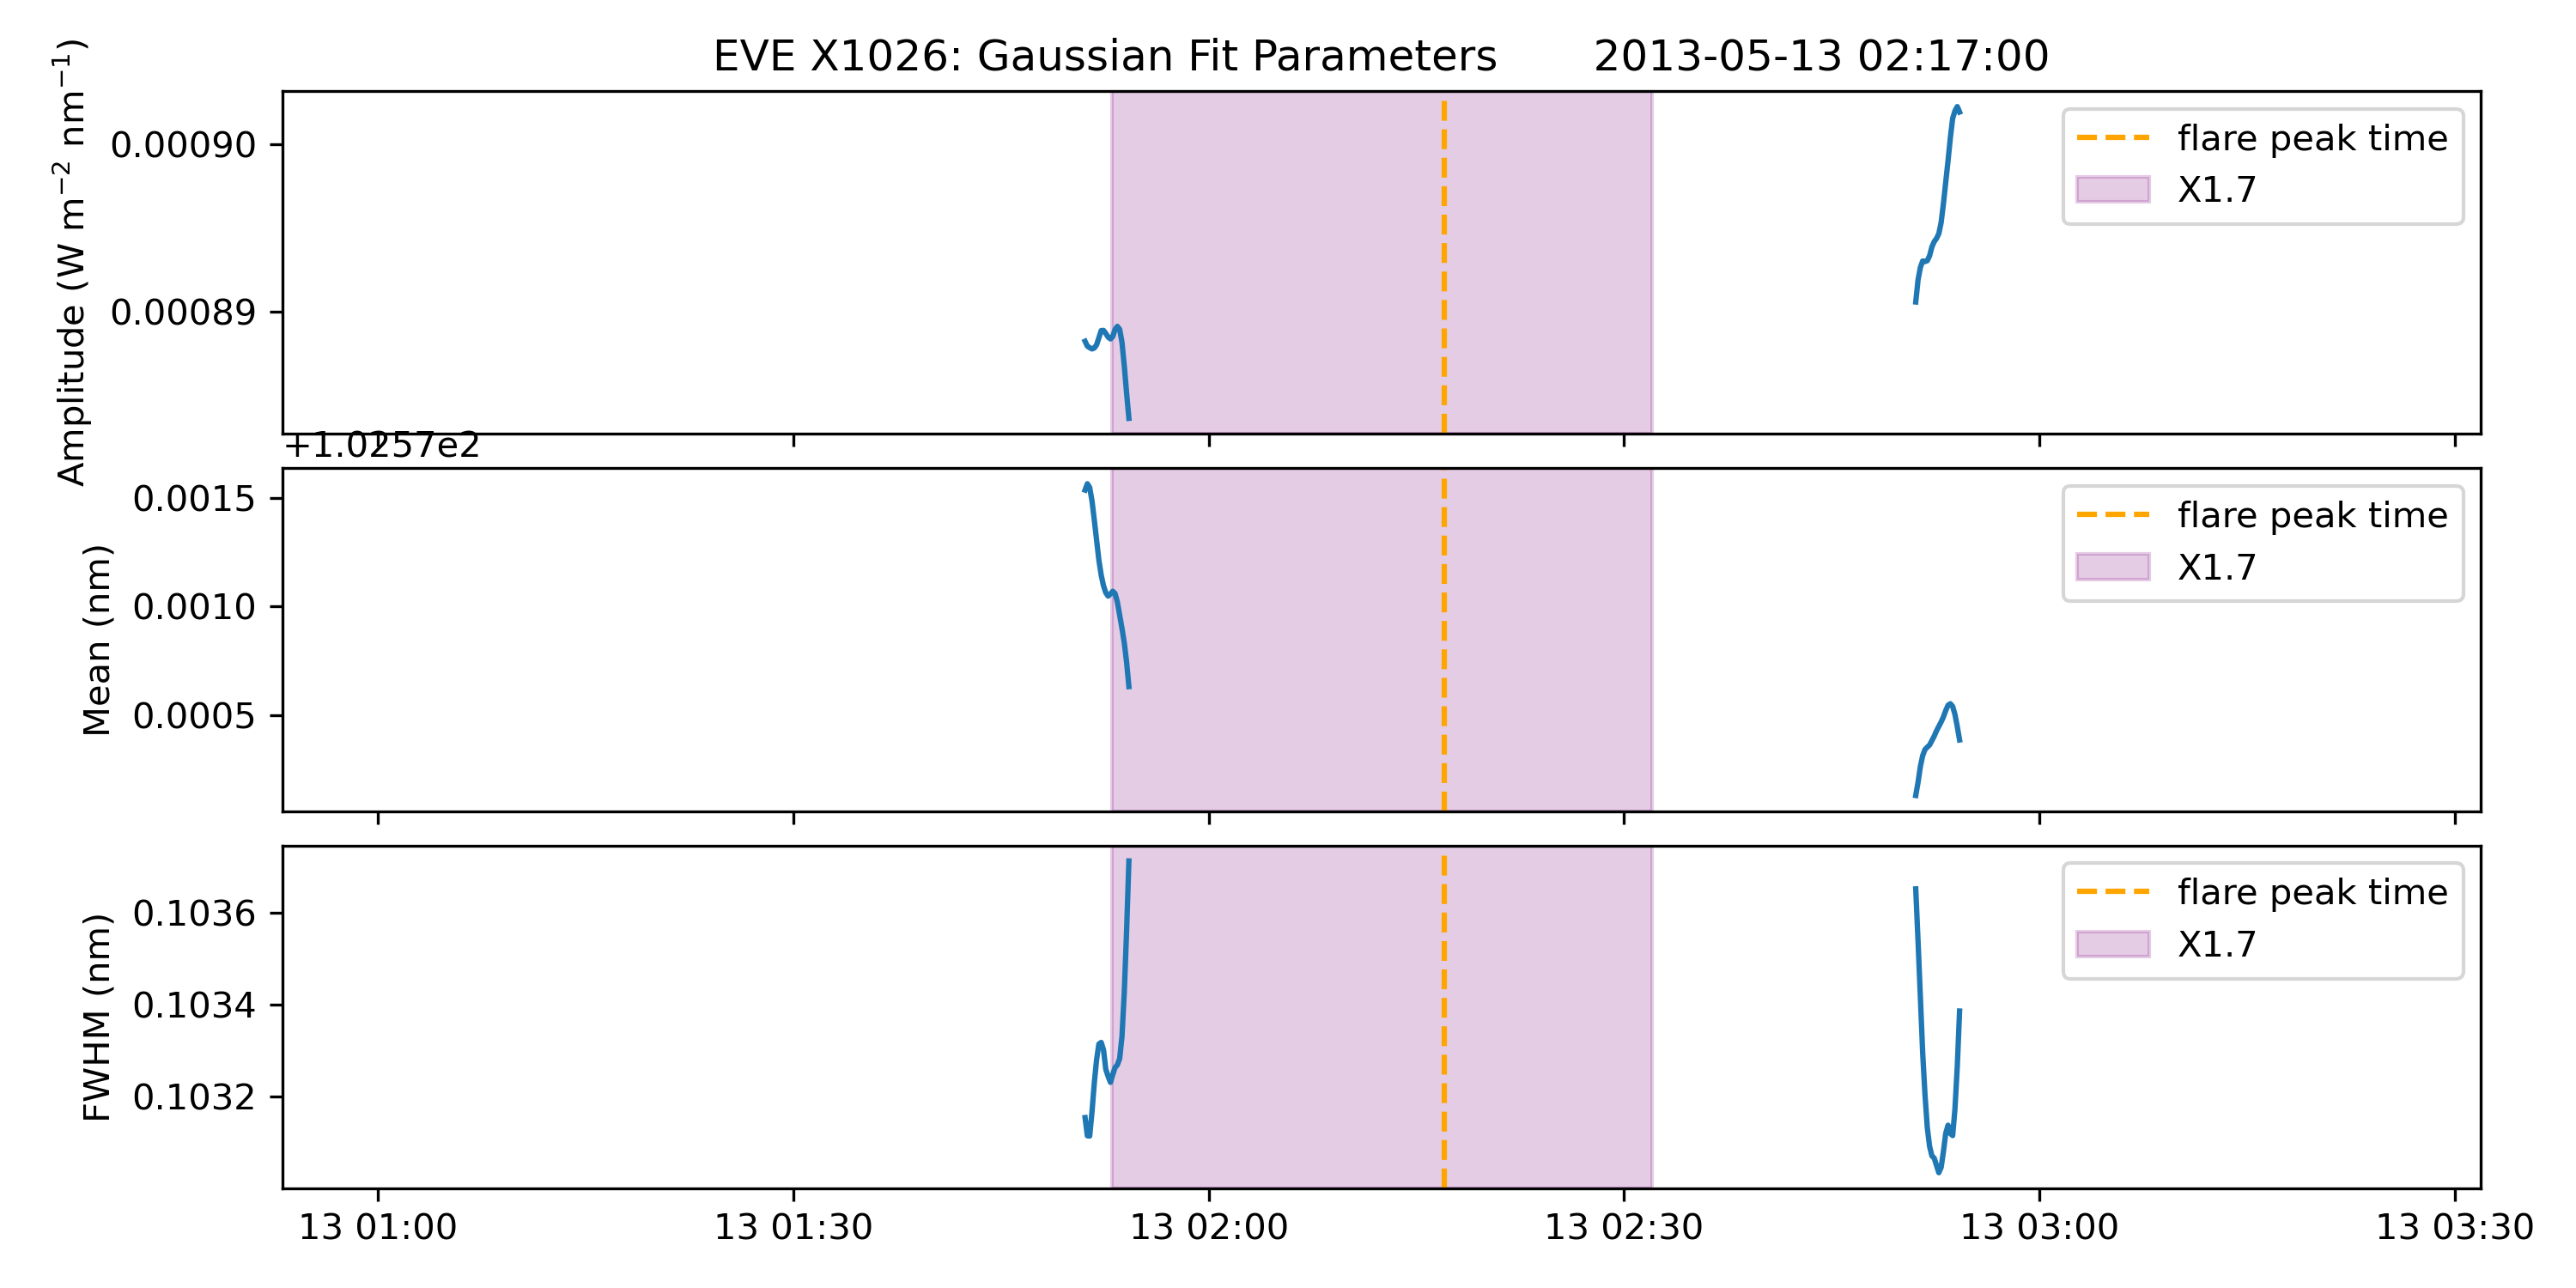 EVE X1026: Gaussian Fit Parameters 2013-05-13 02:17:00
Amplitude (W m−2 nm−1)
0.00090
0.00089
flare peak time
X1.7
+1.0257e2
Mean (nm)
0.0015
0.0010
0.0005
flare peak time
X1.7
FWHM (nm)
0.1036
0.1034
0.1032
flare peak time
X1.7
13 01:00 13 01:30 13 02:00 13 02:30 13 03:00 13 03:30